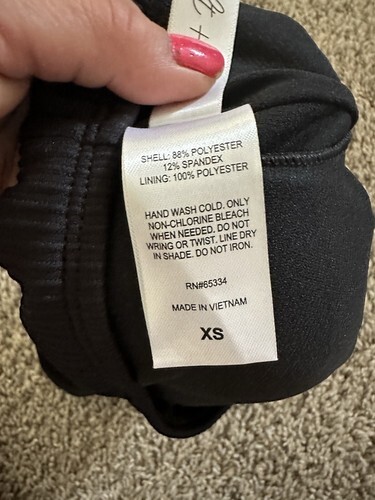 SHELL: 88% POLYESTER
12% SPANDEX
LINING: 100% POLYESTER
HAND WASH COLD. ONLY
NON-CHLORINE BLEACH
WHEN NEEDED. DO NOT
WRING OR TWIST. LINE DRY
IN SHADE. DO NOT IRON.
RN#65334
MADE IN VIETNAM
XS